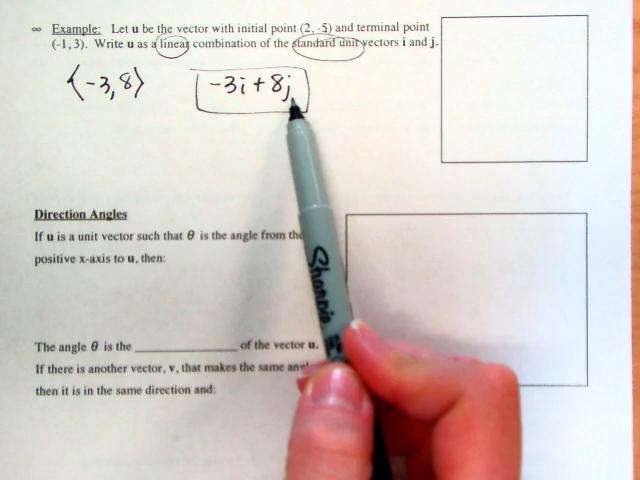 ∞ Example: Let u be the vector with initial point (2, -5) and terminal point
(-1, 3). Write u as a linear combination of the standard unit vectors i and j.
⟨-3, 8⟩ -3i + 8j
Direction Angles
If u is a unit vector such that θ is the angle from the
positive x-axis to u, then:
Sharpie
The angle θ is the ________________ of the vector u.
If there is another vector, v, that makes the same
then it is in the same direction and: